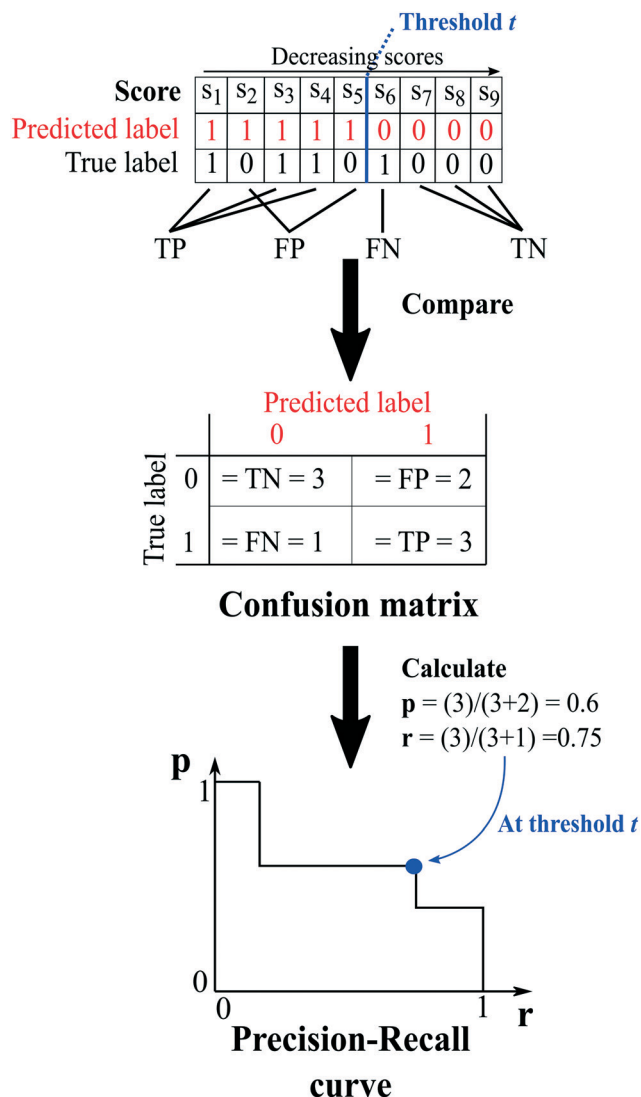 Threshold t
Decreasing scores
Score s1 s2 s3 s4 s5 s6 s7 s8 s9
Predicted label 1 1 1 1 1 0 0 0 0
True label 1 0 1 1 0 1 0 0 0
TP FP FN TN
Compare
Predicted label
0 1
True label
0 = TN = 3 = FP = 2
1 = FN = 1 = TP = 3
Confusion matrix
Calculate
p = (3)/(3+2) = 0.6
r = (3)/(3+1) =0.75
p
1
At threshold t
0
0 1 r
Precision-Recall
curve